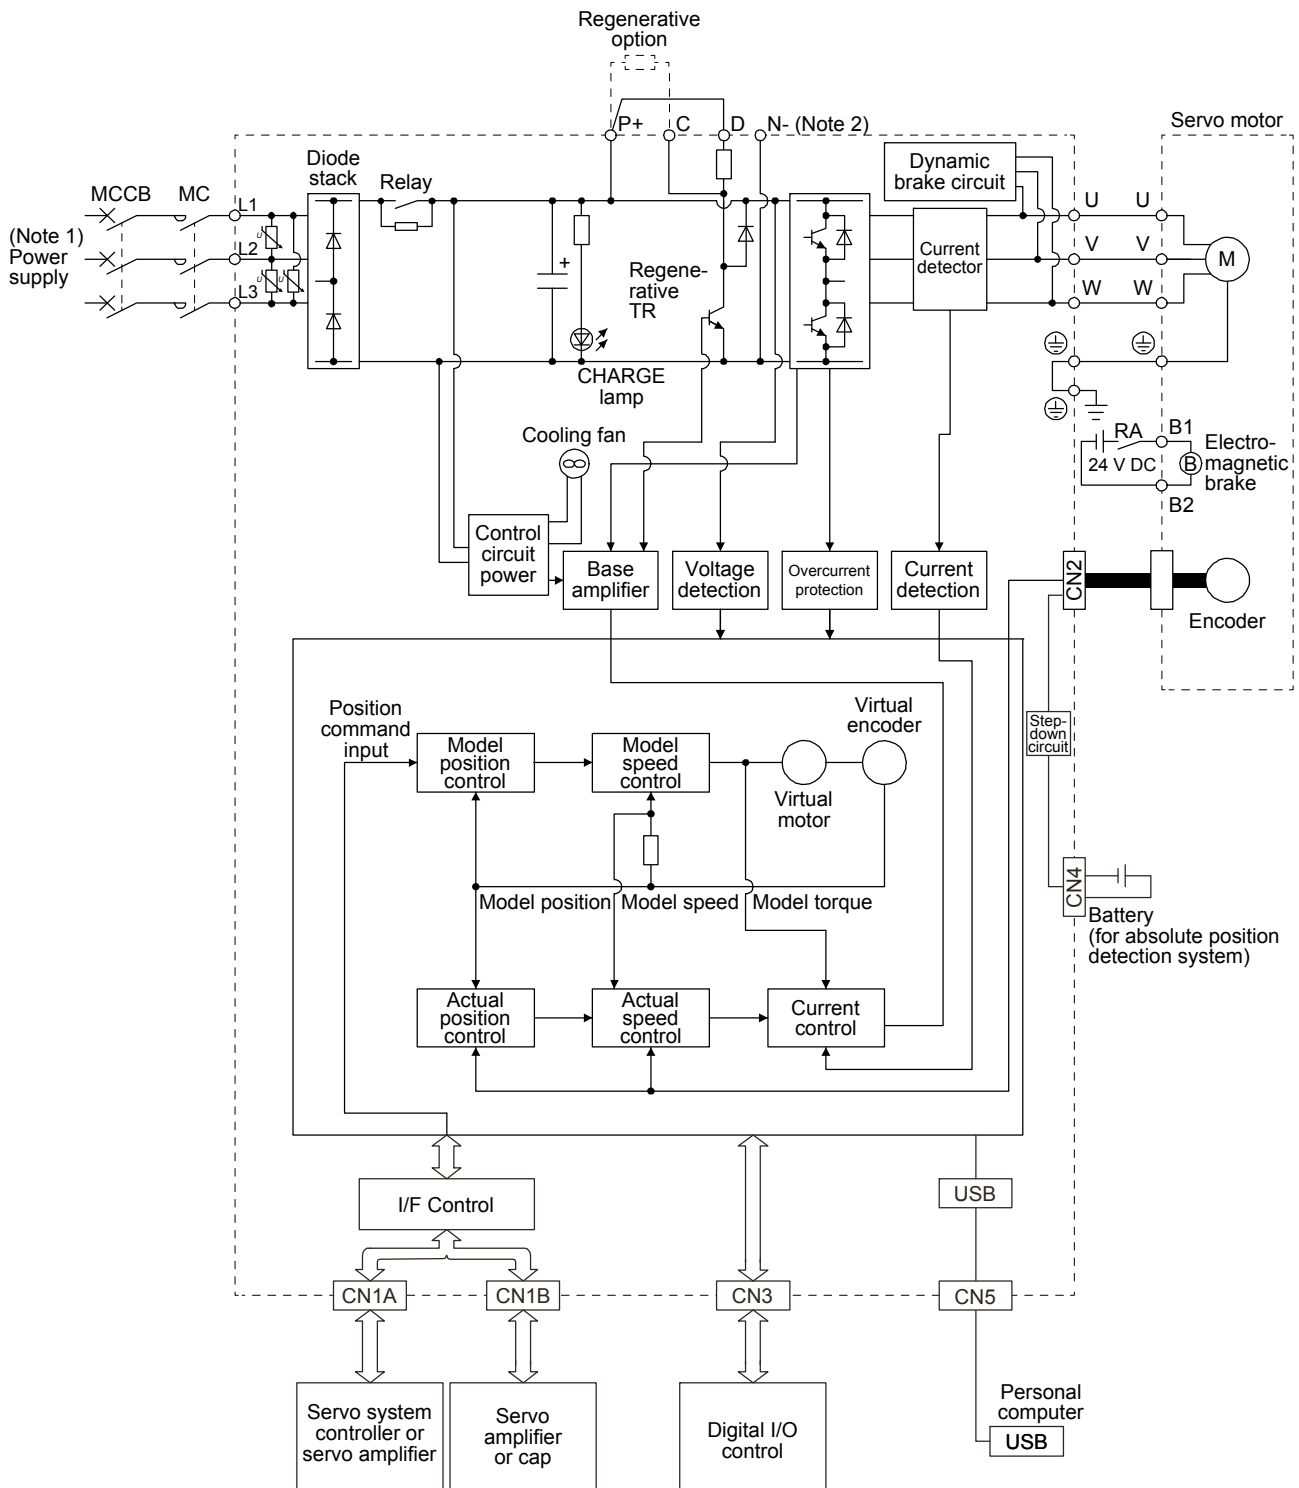 Regenerative
option
P+
C
D
N- (Note 2)
Servo motor
Diode
stack
Relay
Dynamic
brake circuit
MCCB
MC
L1
L2
L3
(Note 1)
Power
supply
U
U
V
V
W
W
M
Current
detector
+
Regene-
rative
TR
CHARGE
lamp
Cooling fan
RA
24 V DC
B1
B
B2
Electro-
magnetic
brake
Control
circuit
power
Base
amplifier
Voltage
detection
Overcurrent
protection
Current
detection
CN2
Encoder
Position
command
input
Model
position
control
Model
speed
control
Virtual
encoder
Virtual
motor
Step-
down
circuit
Model position
Model speed
Model torque
CN4
Battery
(for absolute position
detection system)
Actual
position
control
Actual
speed
control
Current
control
I/F Control
USB
CN1A
CN1B
CN3
CN5
Servo system
controller or
servo amplifier
Servo
amplifier
or cap
Digital I/O
control
Personal
computer
USB